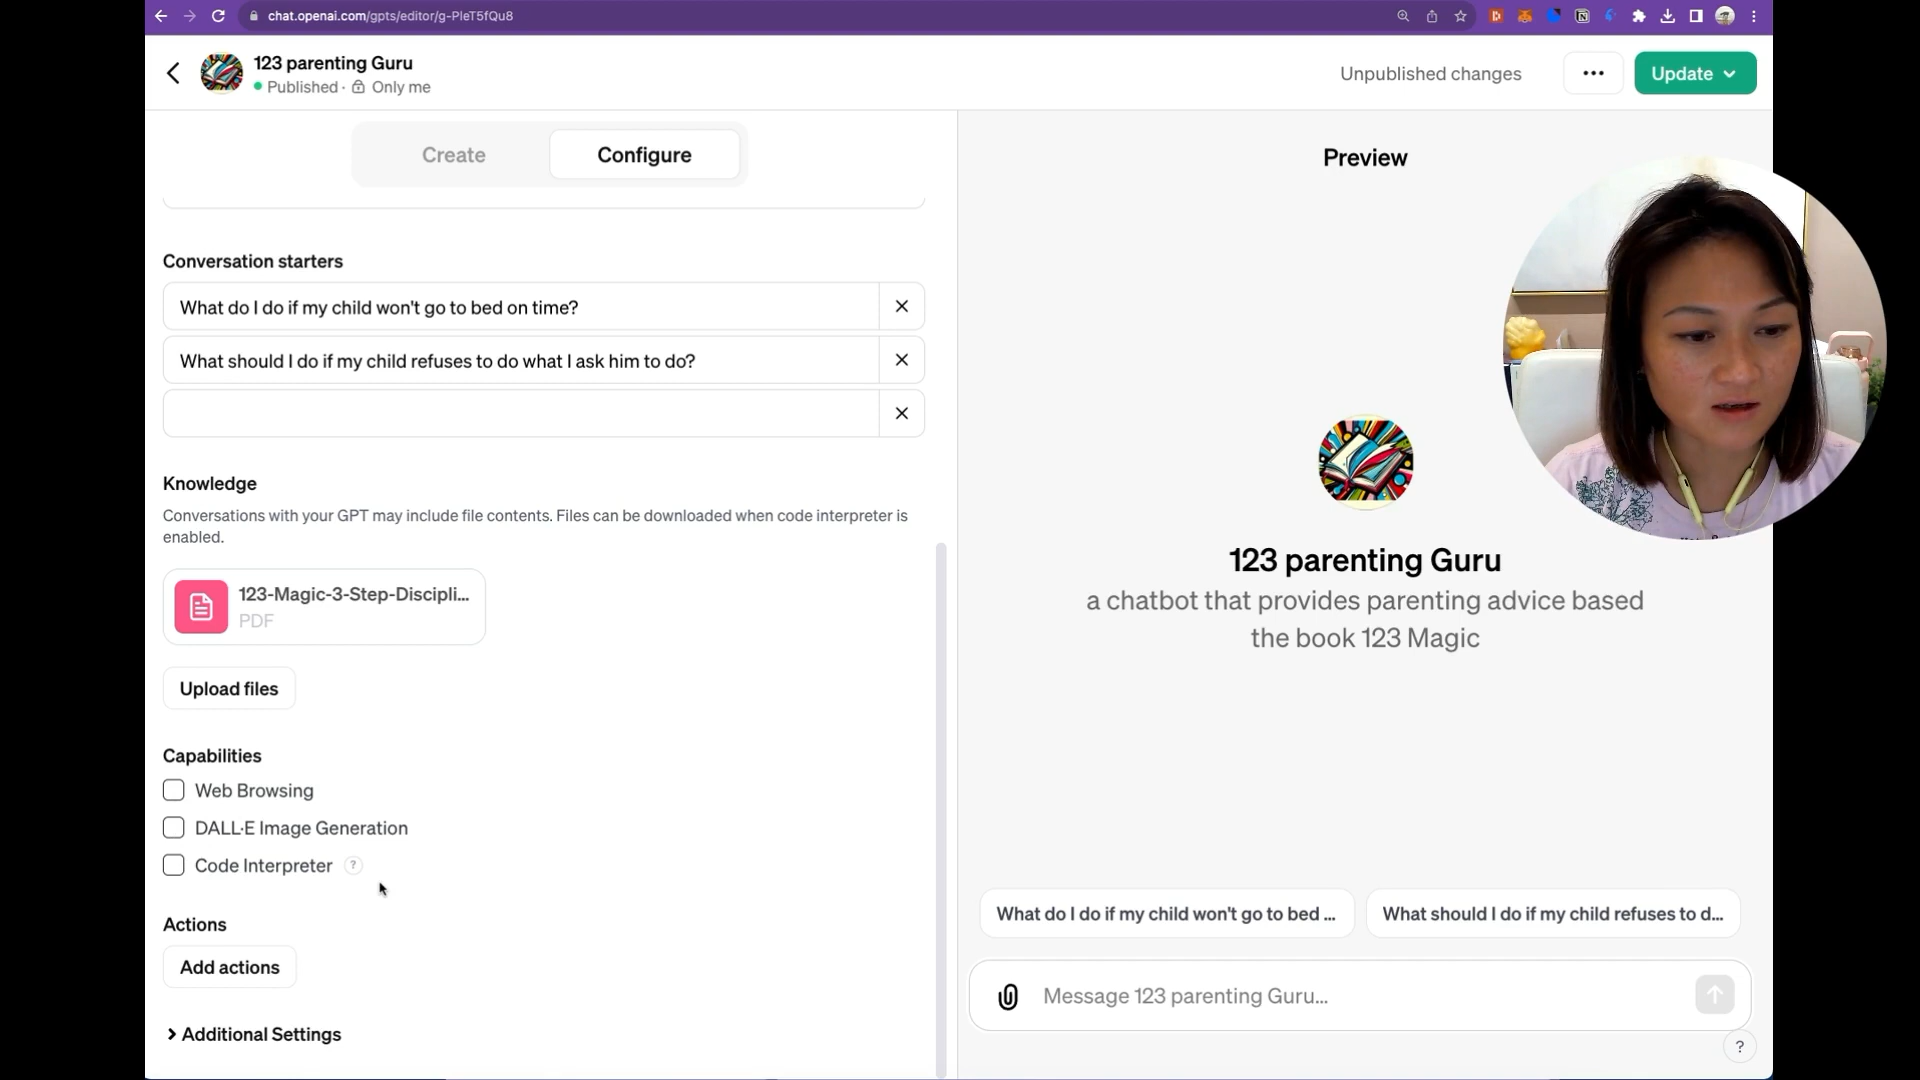 chat.openai.com/gpts/editor/g-PleT5fQu8
123 parenting Guru
Published · Only me
Unpublished changes
Update
Create
Configure
Conversation starters
What do I do if my child won't go to bed on time?
What should I do if my child refuses to do what I ask him to do?
Knowledge
Conversations with your GPT may include file contents. Files can be downloaded when code interpreter is
enabled.
123-Magic-3-Step-Discipli...
PDF
Upload files
Capabilities
Web Browsing
DALL·E Image Generation
Code Interpreter ?
Actions
Add actions
Additional Settings
Preview
123 parenting Guru
a chatbot that provides parenting advice based
the book 123 Magic
What do I do if my child won't go to bed ...
What should I do if my child refuses to d...
Message 123 parenting Guru...
?